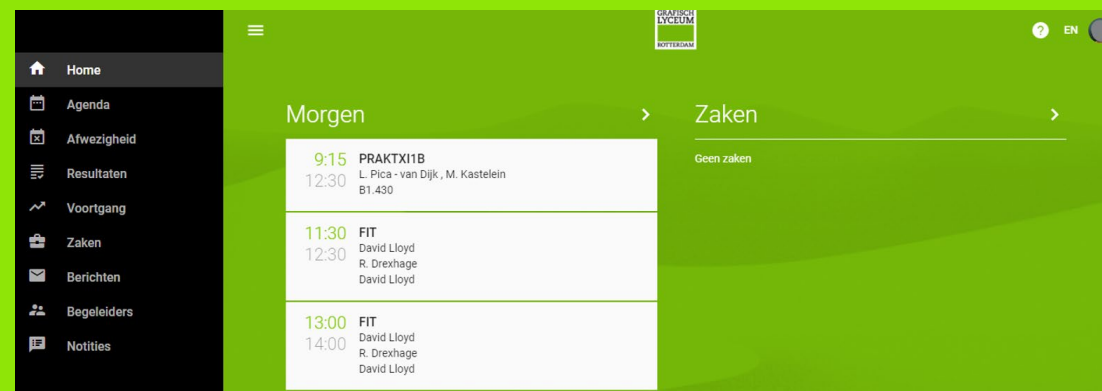 GRAFISCH
LYCEUM
ROTTERDAM
? EN
Home
Agenda
Afwezigheid
Resultaten
Voortgang
Zaken
Berichten
Begeleiders
Notities
Morgen
9:15 PRAKTXI1B
12:30 L. Pica - van Dijk , M. Kastelein
B1.430
11:30 FIT
12:30 David Lloyd
R. Drexhage
David Lloyd
13:00 FIT
14:00 David Lloyd
R. Drexhage
David Lloyd
Zaken
Geen zaken